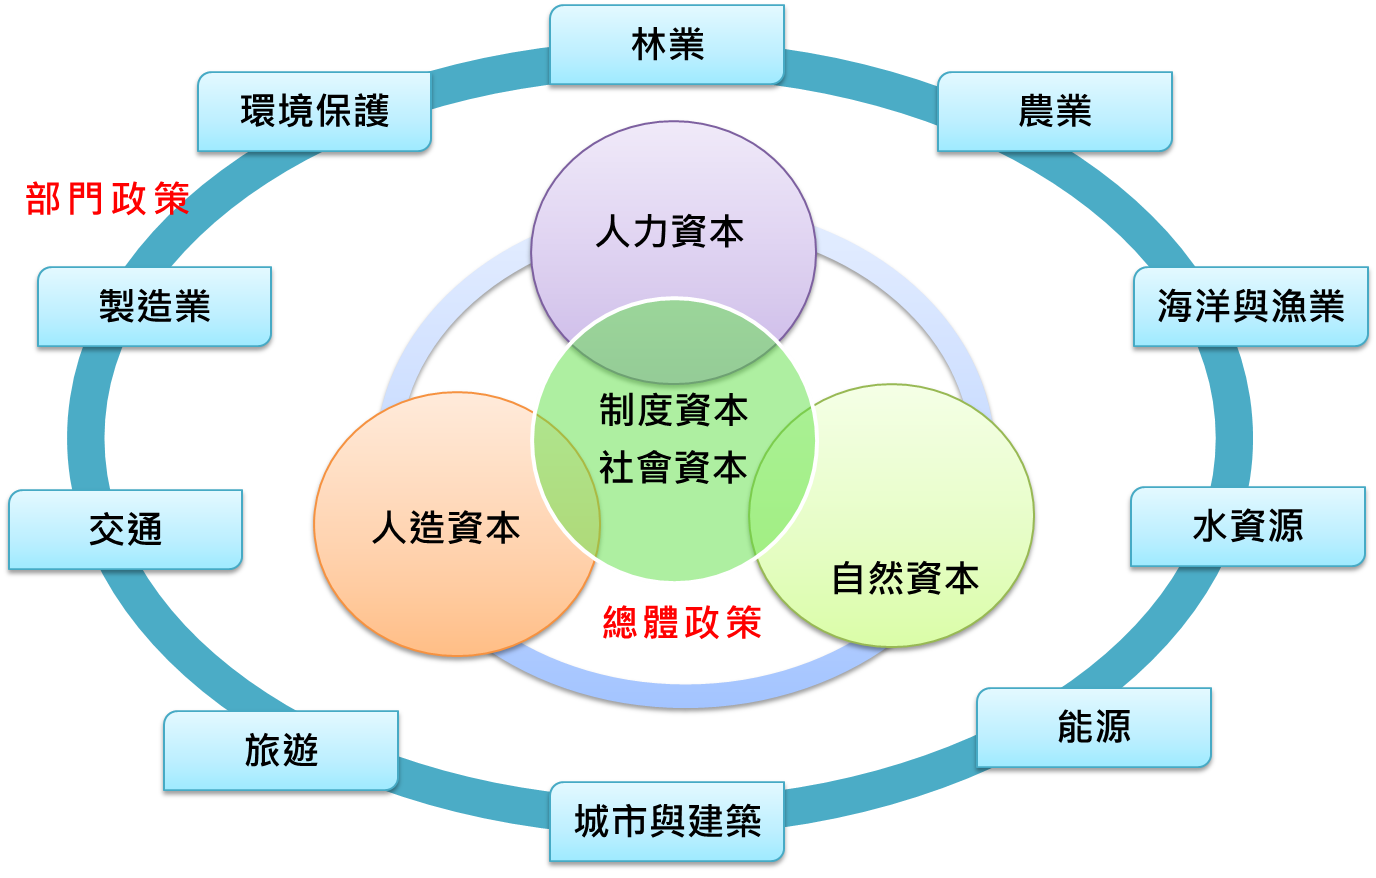 林業
環境保護
農業
部門政策
人力資本
製造業
海洋與漁業
制度資本
社會資本
交通
人造資本
水資源
自然資本
總體政策
旅遊
能源
城市與建築